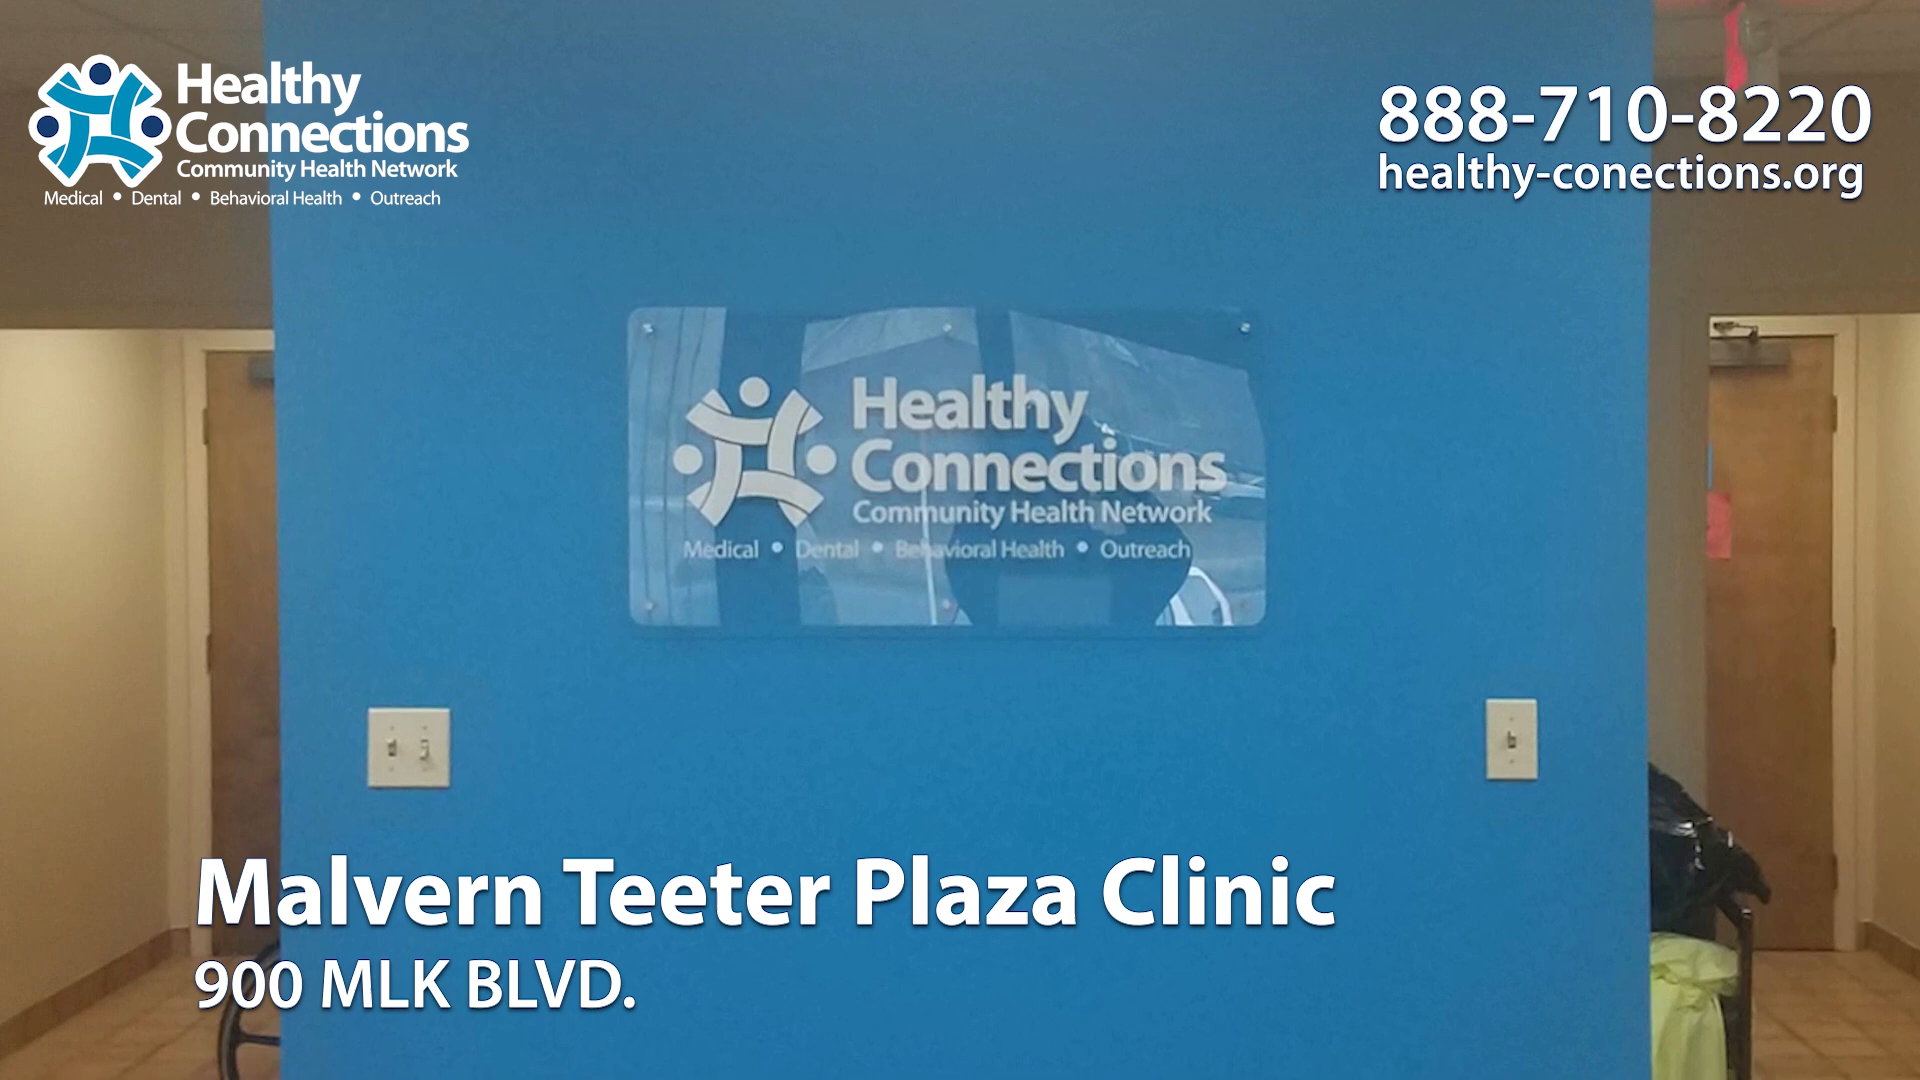 Healthy
Connections
Community Health Network
Medical • Dental • Behavioral Health • Outreach
888-710-8220
healthy-conections.org
Healthy
Connections
Community Health Network
Medical • Dental • Behavioral Health • Outreach
Malvern Teeter Plaza Clinic
900 MLK BLVD.